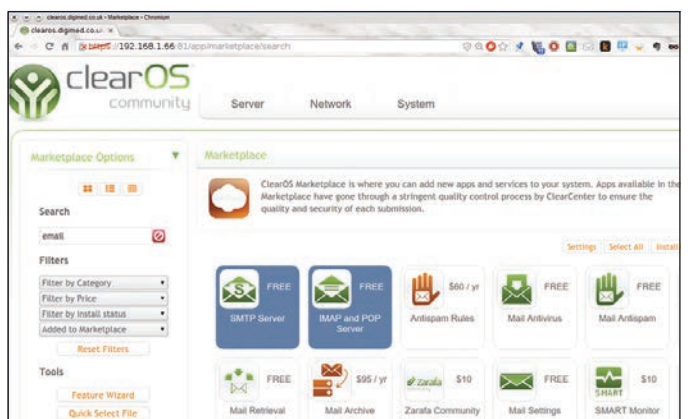 clearos.digimed.co.uk - Marketplace - Chromium
clearos.digimed.co.u
https://192.168.1.66:81/app/marketplace/search
clearOS
community
Server Network System
Marketplace Options
Marketplace
ClearOS Marketplace is where you can add new apps and services to your system. Apps available in the
Marketplace have gone through a stringent quality control process by ClearCenter to ensure the
quality and security of each submission.
Search
email
Settings Select All Install
Filters
Filter by Category
Filter by Price
Filter by install status
Added to Marketplace
Reset Filters
FREE FREE $60 / yr FREE FREE
SMTP Server IMAP and POP Server Antispam Rules Mail Antivirus Mail Antispam
Tools
Feature Wizard
Quick Select File
FREE $95 / yr zarafa $10 FREE SMART $10
Mail Retrieval Mail Archive Zarafa Community Mail Settings SMART Monitor